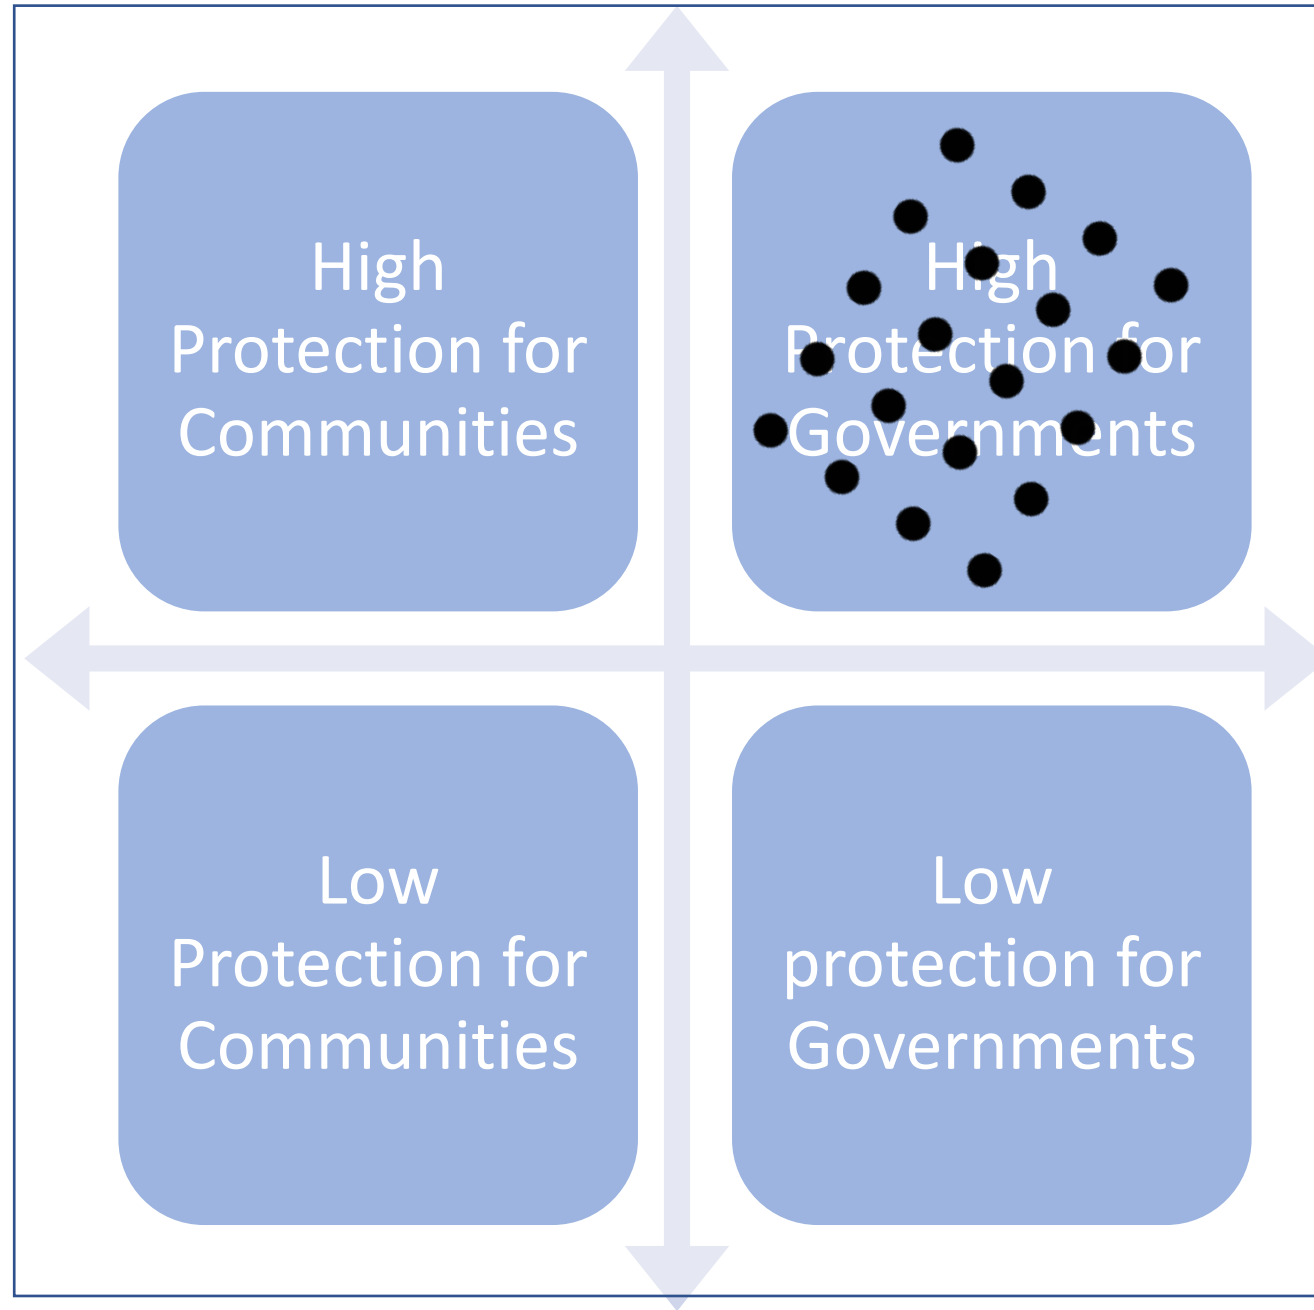 High
Protection for
Communities
High
Protection for
Governments
Low
Protection for
Communities
Low
protection for
Governments